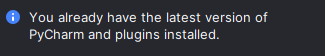 You already have the latest version of
PyCharm and plugins installed.